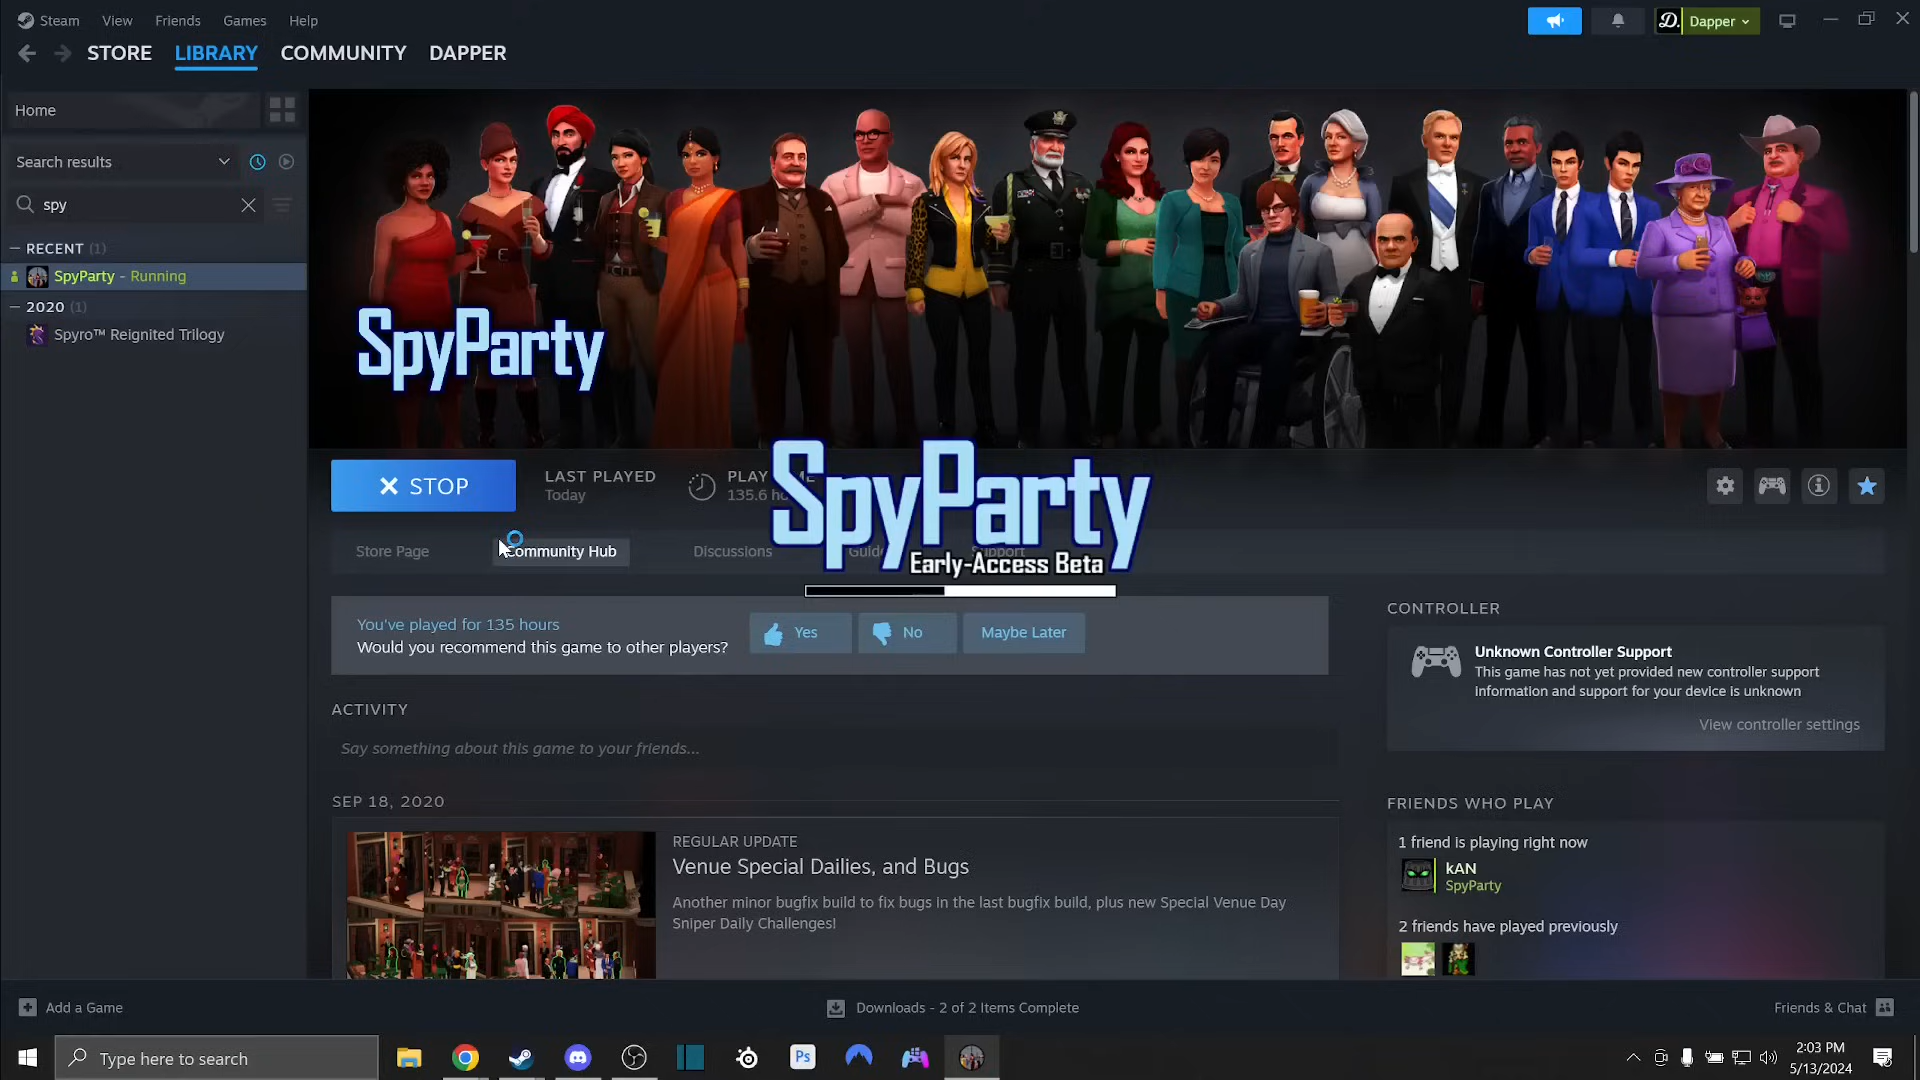 Steam View Friends Games Help
D. Dapper
STORE LIBRARY COMMUNITY DAPPER
Home
Search results
spy
RECENT (1)
SpyParty - Running
2020 (1)
Spyro™ Reignited Trilogy
SpyParty
STOP
LAST PLAYED
Today
PLAY
135.6
SpyParty
Early-Access Beta
Store Page Community Hub Discussions
You've played for 135 hours
Would you recommend this game to other players?
Yes No Maybe Later
ACTIVITY
Say something about this game to your friends...
SEP 18, 2020
REGULAR UPDATE
Venue Special Dailies, and Bugs
Another minor bugfix build to fix bugs in the last bugfix build, plus new Special Venue Day
Sniper Daily Challenges!
CONTROLLER
Unknown Controller Support
This game has not yet provided new controller support
Information and support for your device is unknown
View controller settings
FRIENDS WHO PLAY
1 friend is playing right now
kAN
SpyParty
2 friends have played previously
Add a Game
Downloads - 2 of 2 Items Complete
Friends & Chat
Type here to search
Ps
2:03 PM
5/13/2024